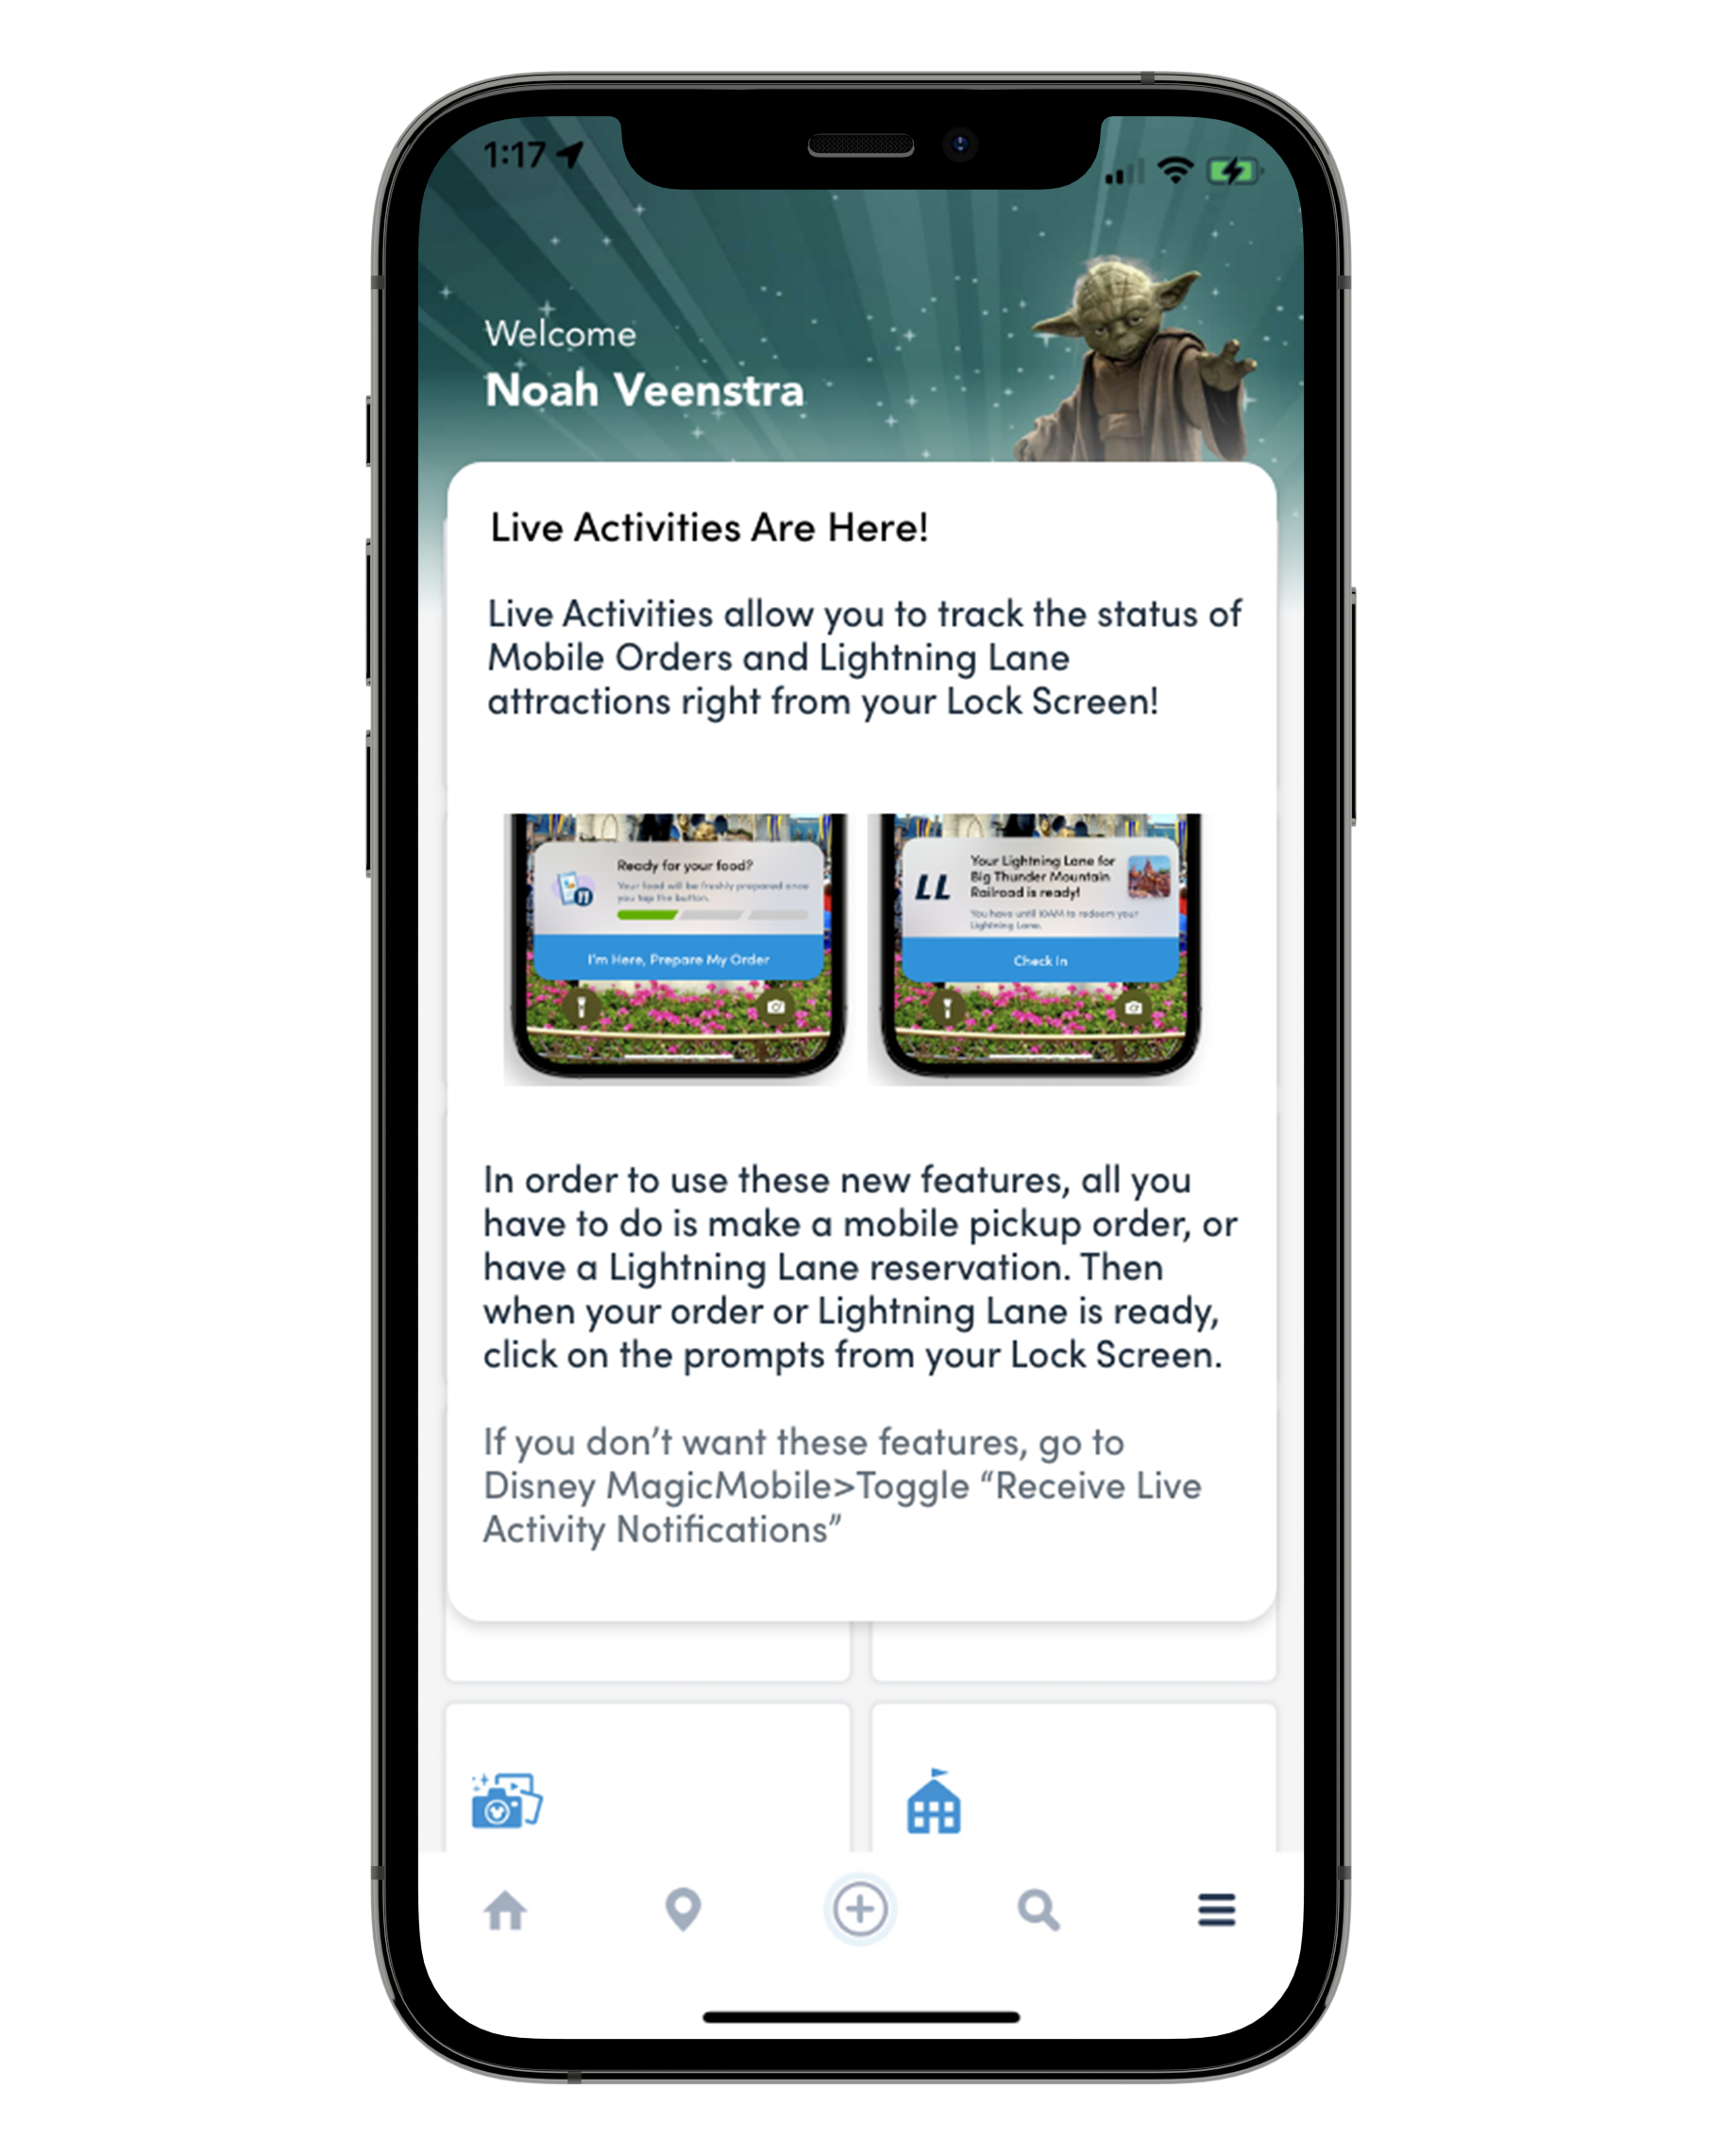 1:17
Welcome
Noah Veenstra
Live Activities Are Here!
Live Activities allow you to track the status of
Mobile Orders and Lightning Lane
attractions right from your Lock Screen!
Ready for your food?
Your food will be freshly prepared once
you tap the button.
I'm Here, Prepare My Order
LL
Your Lightning Lane for
Big Thunder Mountain
Railroad is ready!
You have until 10AM to redeem your
Lightning Lane.
Check In
In order to use these new features, all you
have to do is make a mobile pickup order, or
have a Lightning Lane reservation. Then
when your order or Lightning Lane is ready,
click on the prompts from your Lock Screen.
If you don’t want these features, go to
Disney MagicMobile>Toggle “Receive Live
Activity Notifications”